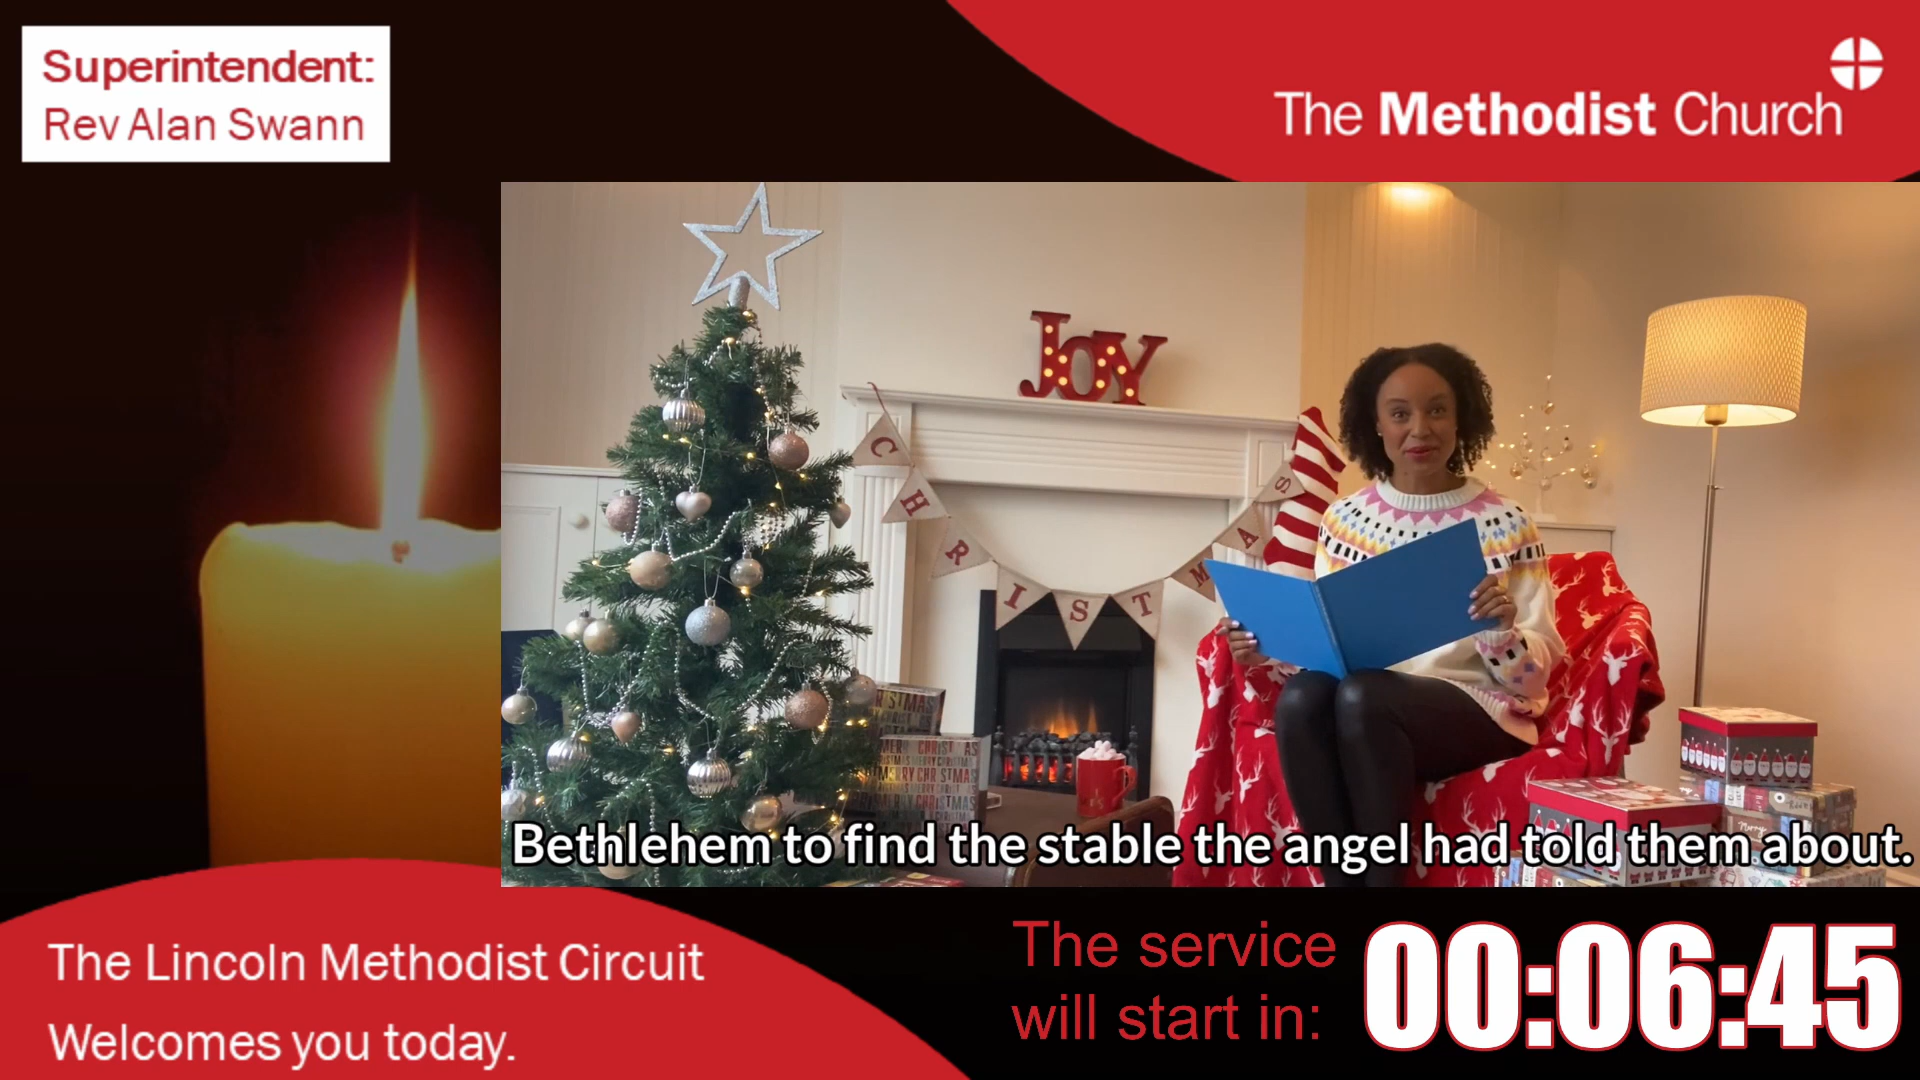 Superintendent:
Rev Alan Swann
The Methodist Church
JOY
CHRISTMAS
Bethlehem to find the stable the angel had told them about.
The Lincoln Methodist Circuit
Welcomes you today.
The service
will start in:
00:06:45